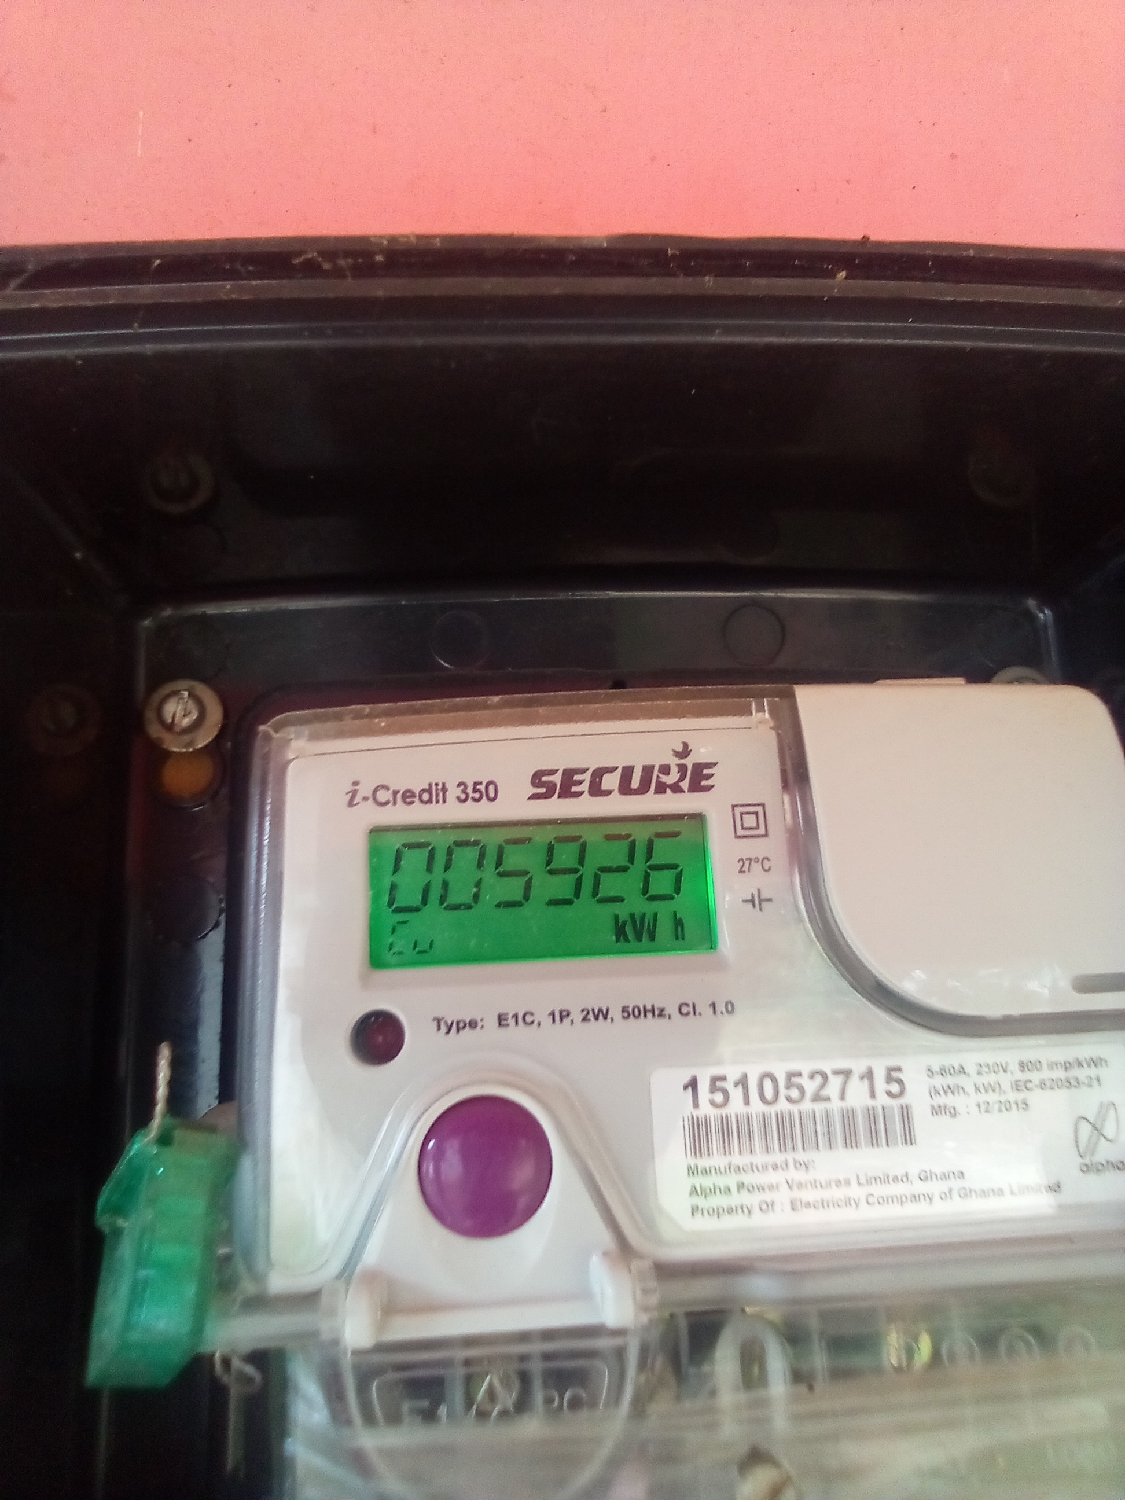 i-Credit 350 SECURE
005926
Cu kW h
27°C
Type: E1C, 1P, 2W, 50Hz, Cl. 1.0
151052715
5-60A, 230V, 800 imp/kWh
(kWh, kW), IEC-62053-21
Mfg. : 12/2015
alpha
Manufactured by:
Alpha Power Ventures Limited, Ghana
Property Of : Electricity Company of Ghana Limited